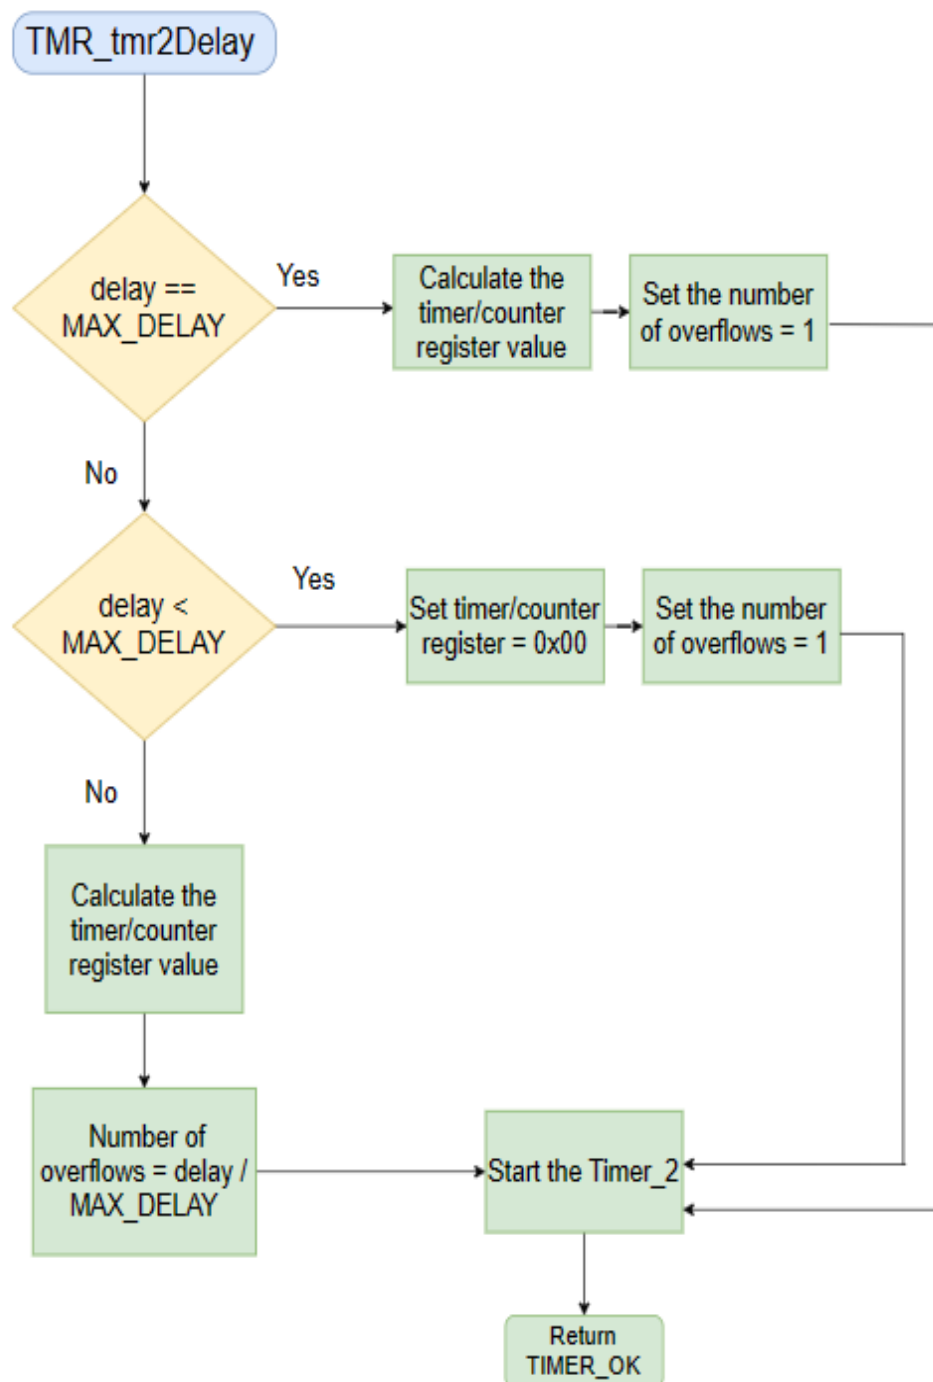 TMR_tmr2Delay
delay ==
MAX_DELAY
Yes
Calculate the
timer/counter
register value
Set the number
of overflows = 1
No
delay <
MAX_DELAY
Yes
Set timer/counter
register = 0x00
Set the number
of overflows = 1
No
Calculate the
timer/counter
register value
Number of
overflows = delay /
MAX_DELAY
Start the Timer_2
Return
TIMER_OK